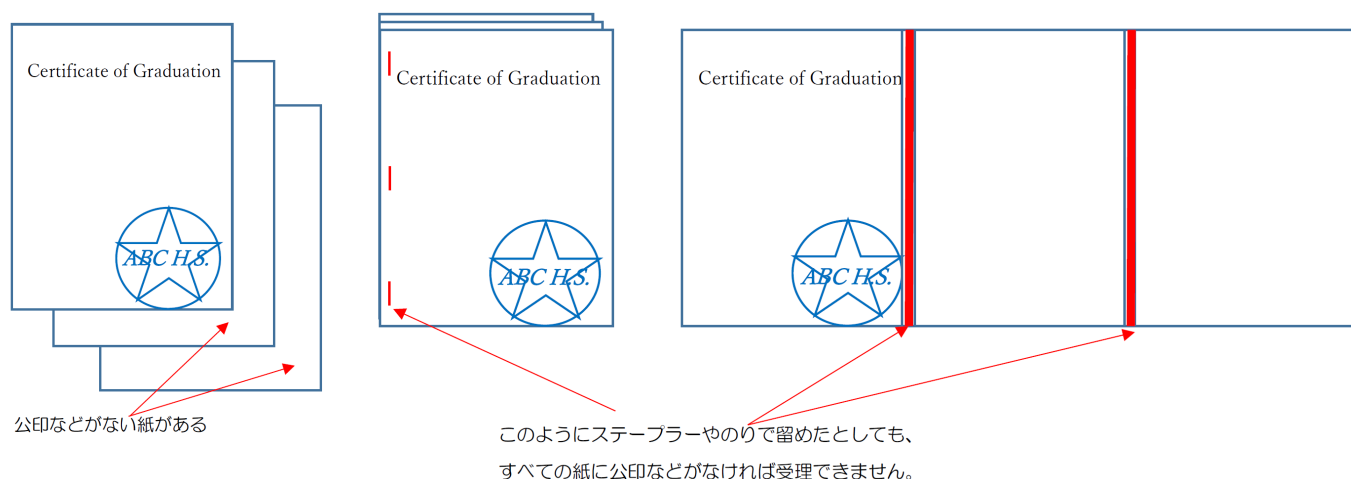 Certificate of Graduation
ABC H.S.
公印などがない紙がある
Certificate of Graduation
ABC H.S.
Certificate of Graduation
ABC H.S.
このようにステープラーやのりで留めたとしても、
すべての紙に公印などがなければ受理できません。